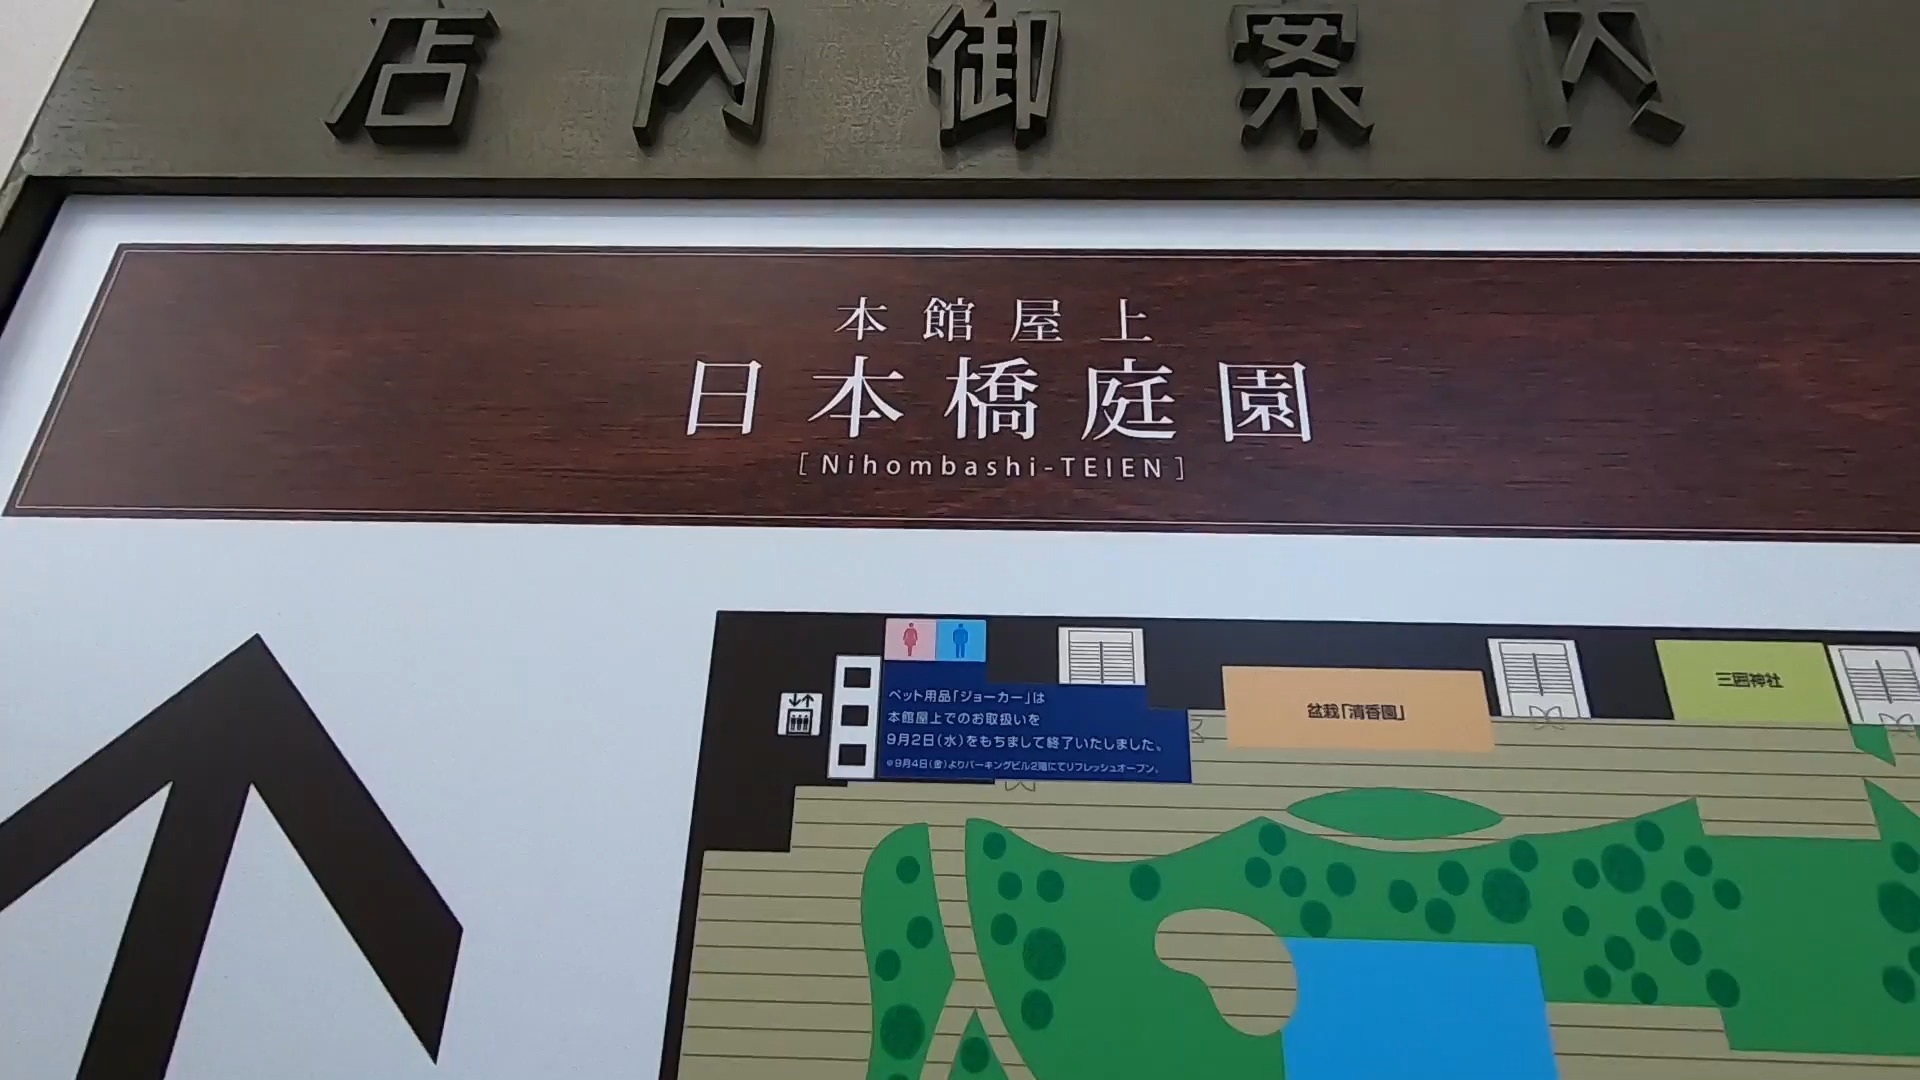 店内御案内
本館屋上
日本橋庭園
[Nihombashi-TEIEN]
ペット用品「ジョーカー」は
本館屋上でのお取扱いを
9月2日(水)をもちまして終了いたしました。
※9月4日(金)よりパーキングビル2階にてリフレッシュオープン。
盆栽「清香園」
三囲神社